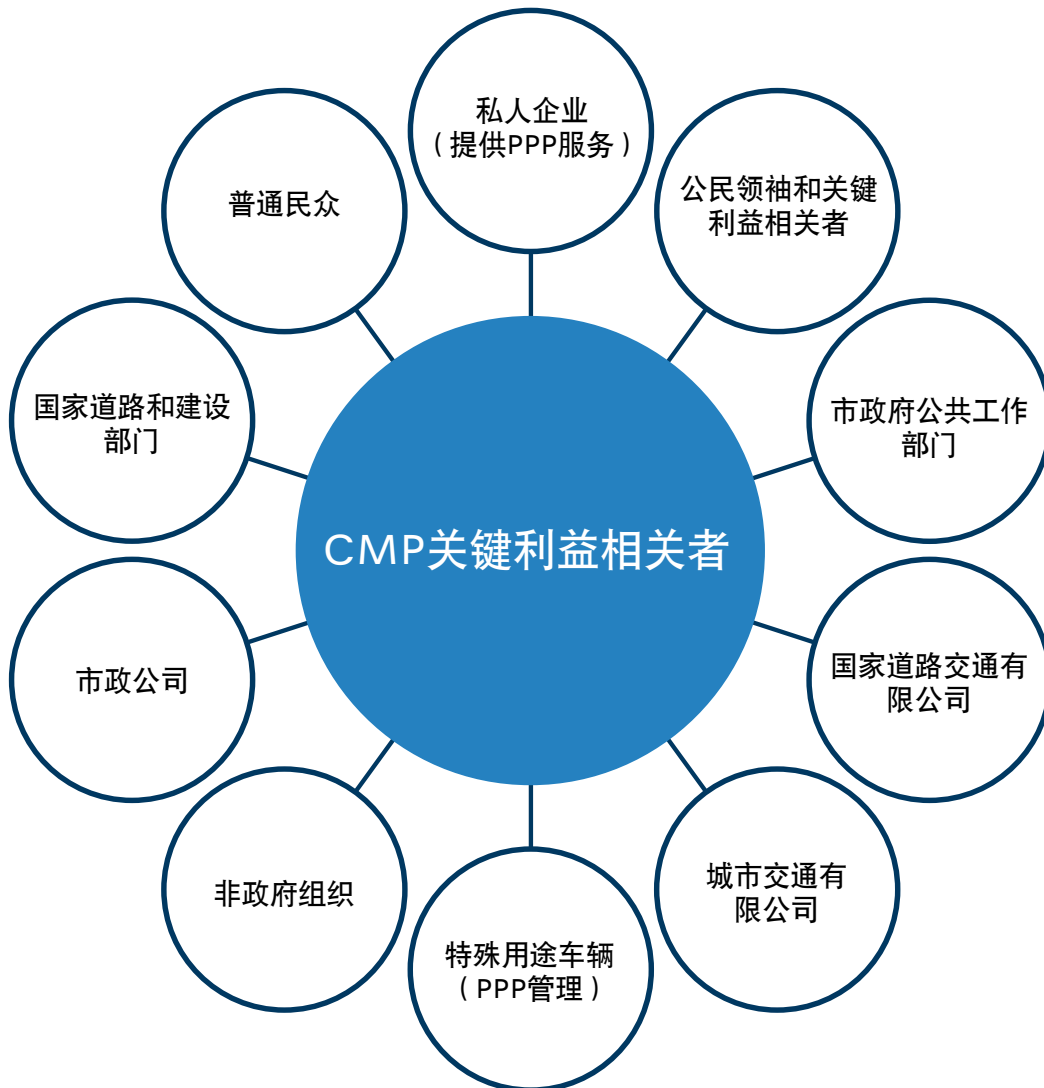 私人企业
（提供PPP服务）
公民领袖和关键
利益相关者
市政府公共工作
部门
国家道路交通有
限公司
城市交通有
限公司
特殊用途车辆
（PPP管理）
非政府组织
市政公司
国家道路和建设
部门
普通民众
CMP关键利益相关者